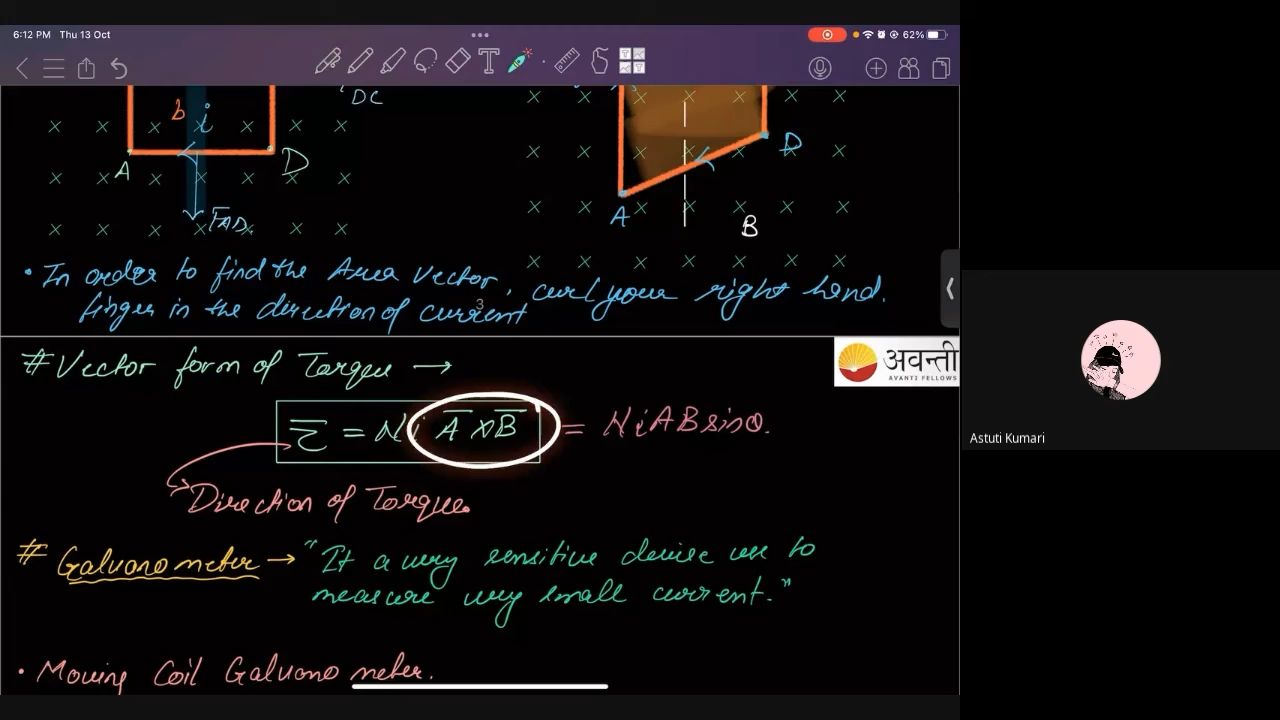 6:12 PM Thu 13 Oct
62%
DC
b i
A D
D
F_AD
A
B
• In order to find the Area vector, curl your right hand.
finger in the direction of current
3
# Vector form of Torque →
अवन्ती
AVANTI FELLOWS
τ̄ = Ni A̅ × B̅ = NiABsinθ.
Direction of Torque.
# Galvanometer → "It a very sensitive device use to
measure very small current."
Astuti Kumari
• Moving Coil Galvanometer.